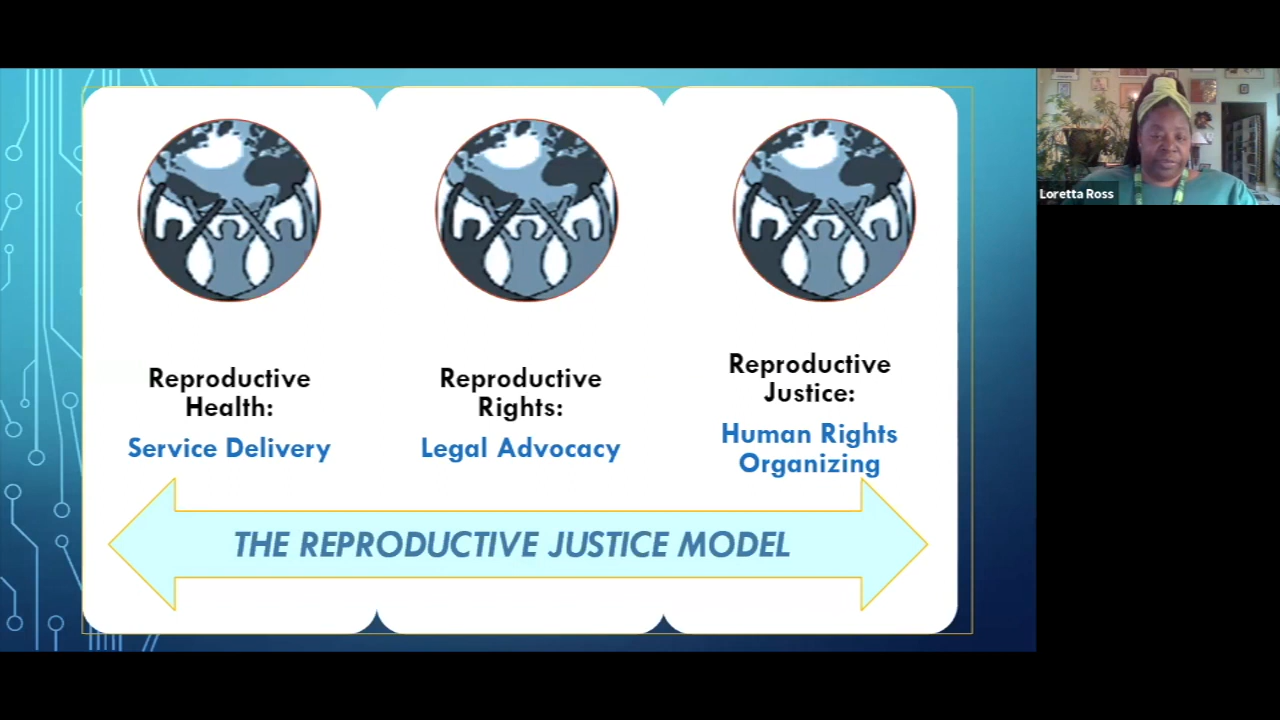 Reproductive
Health:
Service Delivery
Reproductive
Rights:
Legal Advocacy
Reproductive
Justice:
Human Rights
Organizing
THE REPRODUCTIVE JUSTICE MODEL
Loretta Ross